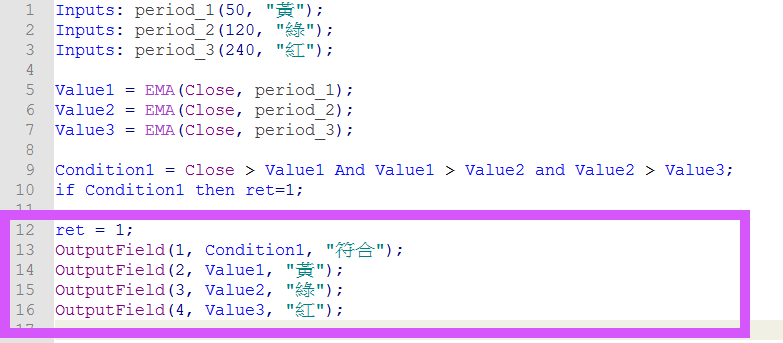 1 Inputs: period_1(50, "黃");
2 Inputs: period_2(120, "綠");
3 Inputs: period_3(240, "紅");
4
5 Value1 = EMA(Close, period_1);
6 Value2 = EMA(Close, period_2);
7 Value3 = EMA(Close, period_3);
8
9 Condition1 = Close > Value1 And Value1 > Value2 and Value2 > Value3;
10 if Condition1 then ret=1;
11
12 ret = 1;
13 OutputField(1, Condition1, "符合");
14 OutputField(2, Value1, "黃");
15 OutputField(3, Value2, "綠");
16 OutputField(4, Value3, "紅");
17